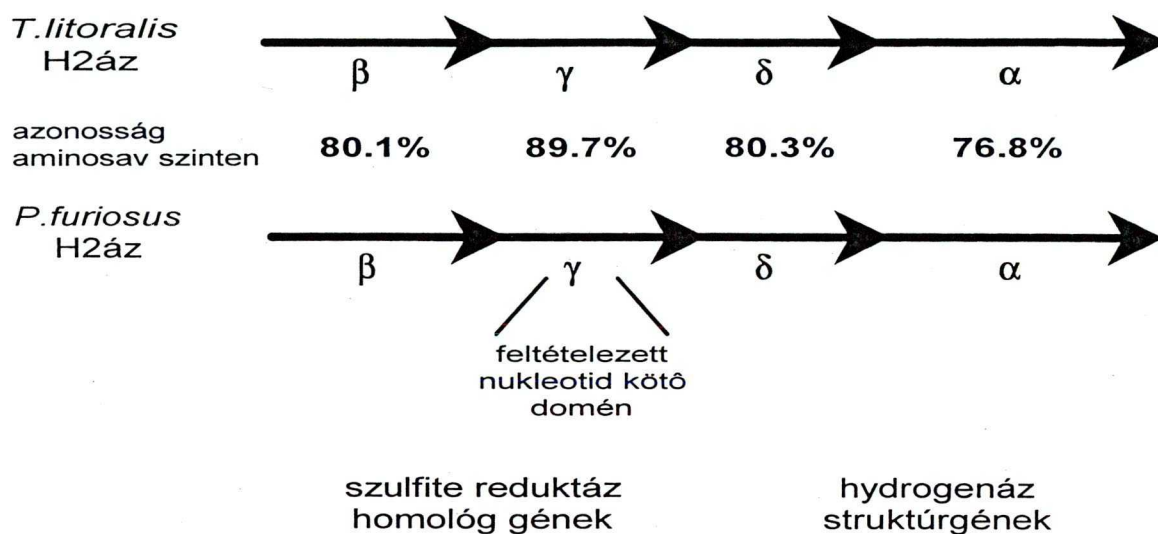 T.litoralis
H2áz
β γ δ α
azonosság
aminosav szinten
80.1% 89.7% 80.3% 76.8%
P.furiosus
H2áz
β γ δ α
feltételezett
nukleotid kötô
domén
szulfite reduktáz
homológ gének
hydrogenáz
struktúrgének